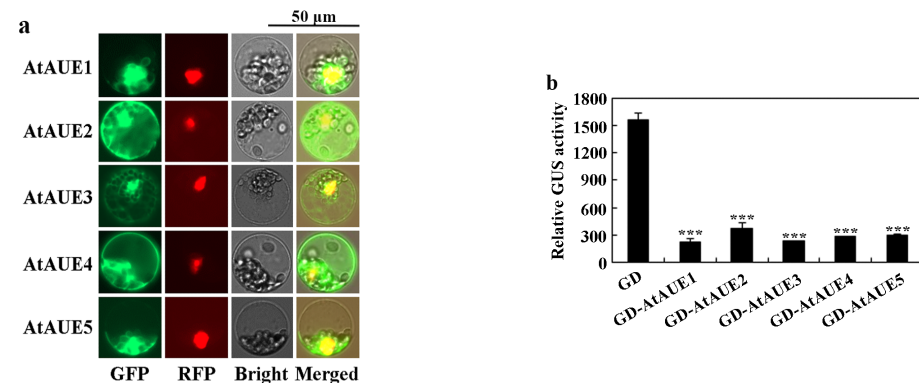 a
50 μm
AtAUE1
AtAUE2
AtAUE3
AtAUE4
AtAUE5
GFP RFP Bright Merged
b
Relative GUS activity
1800
1500
1200
900
600
300
0
***
***
***
***
***
GD
GD-AtAUE1
GD-AtAUE2
GD-AtAUE3
GD-AtAUE4
GD-AtAUE5